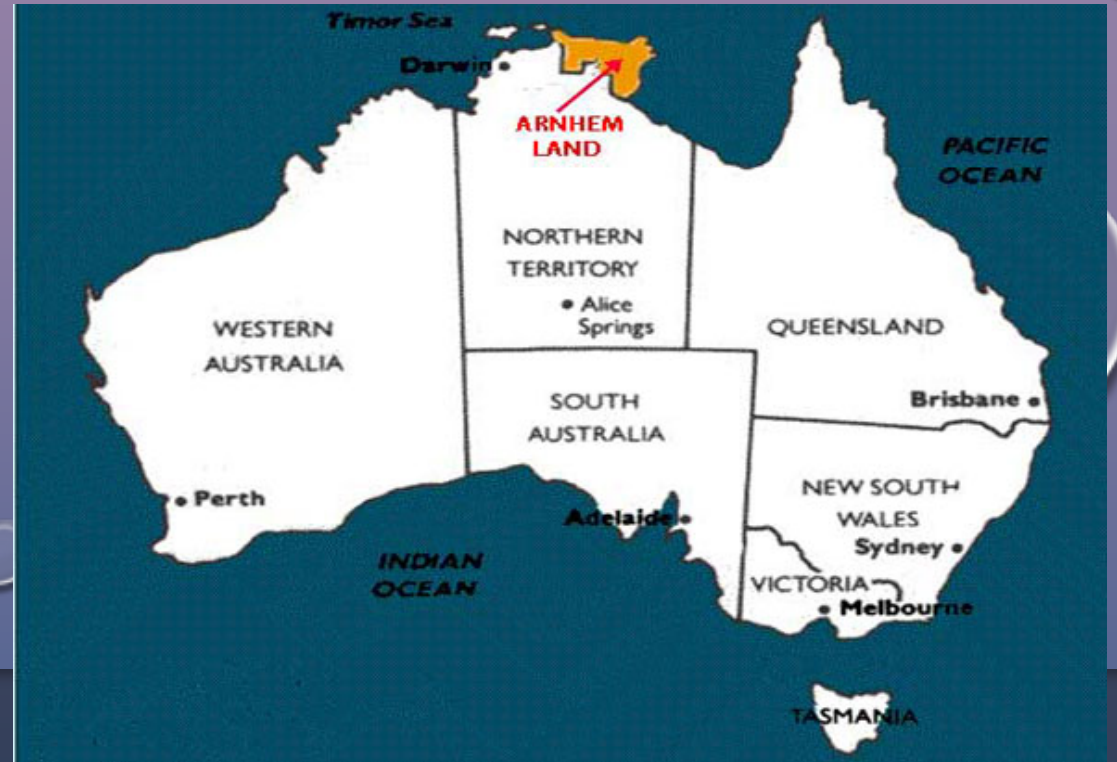 Timor Sea
Darwin
ARNHEM
LAND
PACIFIC
OCEAN
NORTHERN
TERRITORY
Alice
Springs
WESTERN
AUSTRALIA
QUEENSLAND
SOUTH
AUSTRALIA
Brisbane
Perth
NEW SOUTH
WALES
Adelaide
Sydney
INDIAN
OCEAN
VICTORIA
Melbourne
TASMANIA